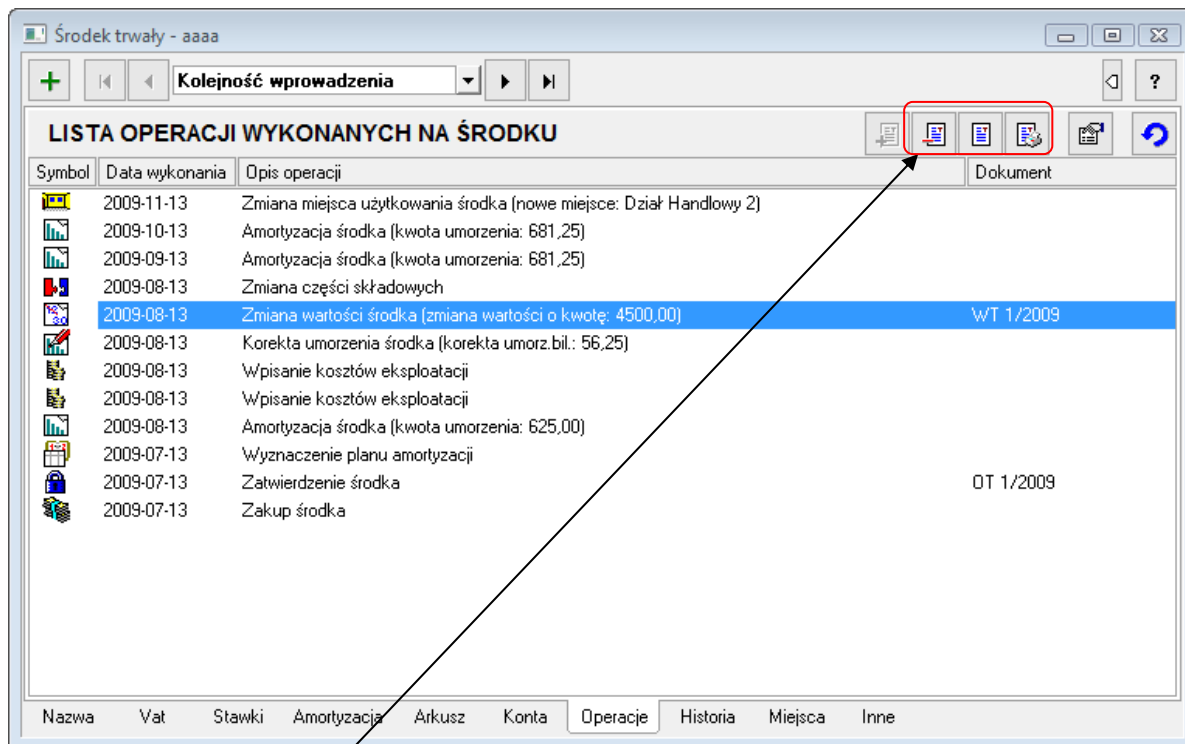 Środek trwały - aaaa
Kolejność wprowadzenia
?
LISTA OPERACJI WYKONANYCH NA ŚRODKU
Symbol Data wykonania Opis operacji Dokument
2009-11-13 Zmiana miejsca użytkowania środka (nowe miejsce: Dział Handlowy 2)
2009-10-13 Amortyzacja środka (kwota umorzenia: 681,25)
2009-09-13 Amortyzacja środka (kwota umorzenia: 681,25)
2009-08-13 Zmiana części składowych
2009-08-13 Zmiana wartości środka (zmiana wartości o kwotę: 4500,00) WT 1/2009
2009-08-13 Korekta umorzenia środka (korekta umorz.bil.: 56,25)
2009-08-13 Wpisanie kosztów eksploatacji
2009-08-13 Wpisanie kosztów eksploatacji
2009-08-13 Amortyzacja środka (kwota umorzenia: 625,00)
2009-07-13 Wyznaczenie planu amortyzacji
2009-07-13 Zatwierdzenie środka OT 1/2009
2009-07-13 Zakup środka
Nazwa Vat Stawki Amortyzacja Arkusz Konta Operacje Historia Miejsca Inne